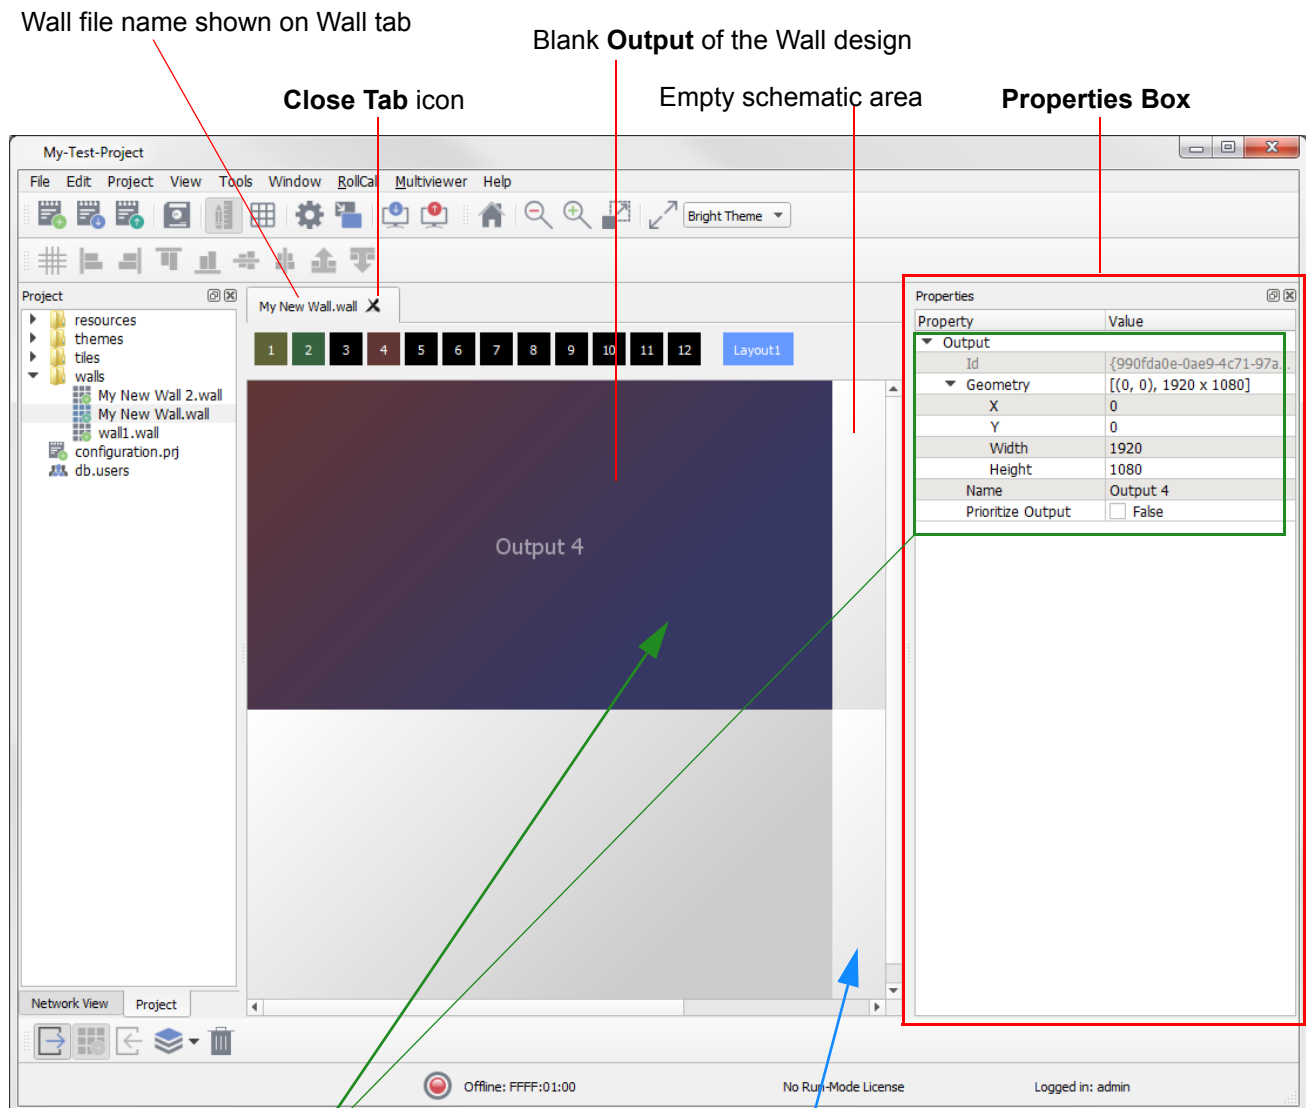 Wall file name shown on Wall tab
Blank Output of the Wall design
Close Tab icon
Empty schematic area
Properties Box
My-Test-Project
File Edit Project View Tools Window RollCall Multiviewer Help
Bright Theme
Project
resources
themes
tiles
walls
My New Wall 2.wall
My New Wall.wall
wall1.wall
configuration.prj
db.users
My New Wall.wall
1 2 3 4 5 6 7 8 9 10 11 12 Layout1
Output 4
Properties
Property Value
Output
Id {990fda0e-0ae9-4c71-97a...
Geometry [(0, 0), 1920 x 1080]
X 0
Y 0
Width 1920
Height 1080
Name Output 4
Prioritize Output False
Network View Project
Offline: FFFF:01:00 No Run-Mode License Logged in: admin